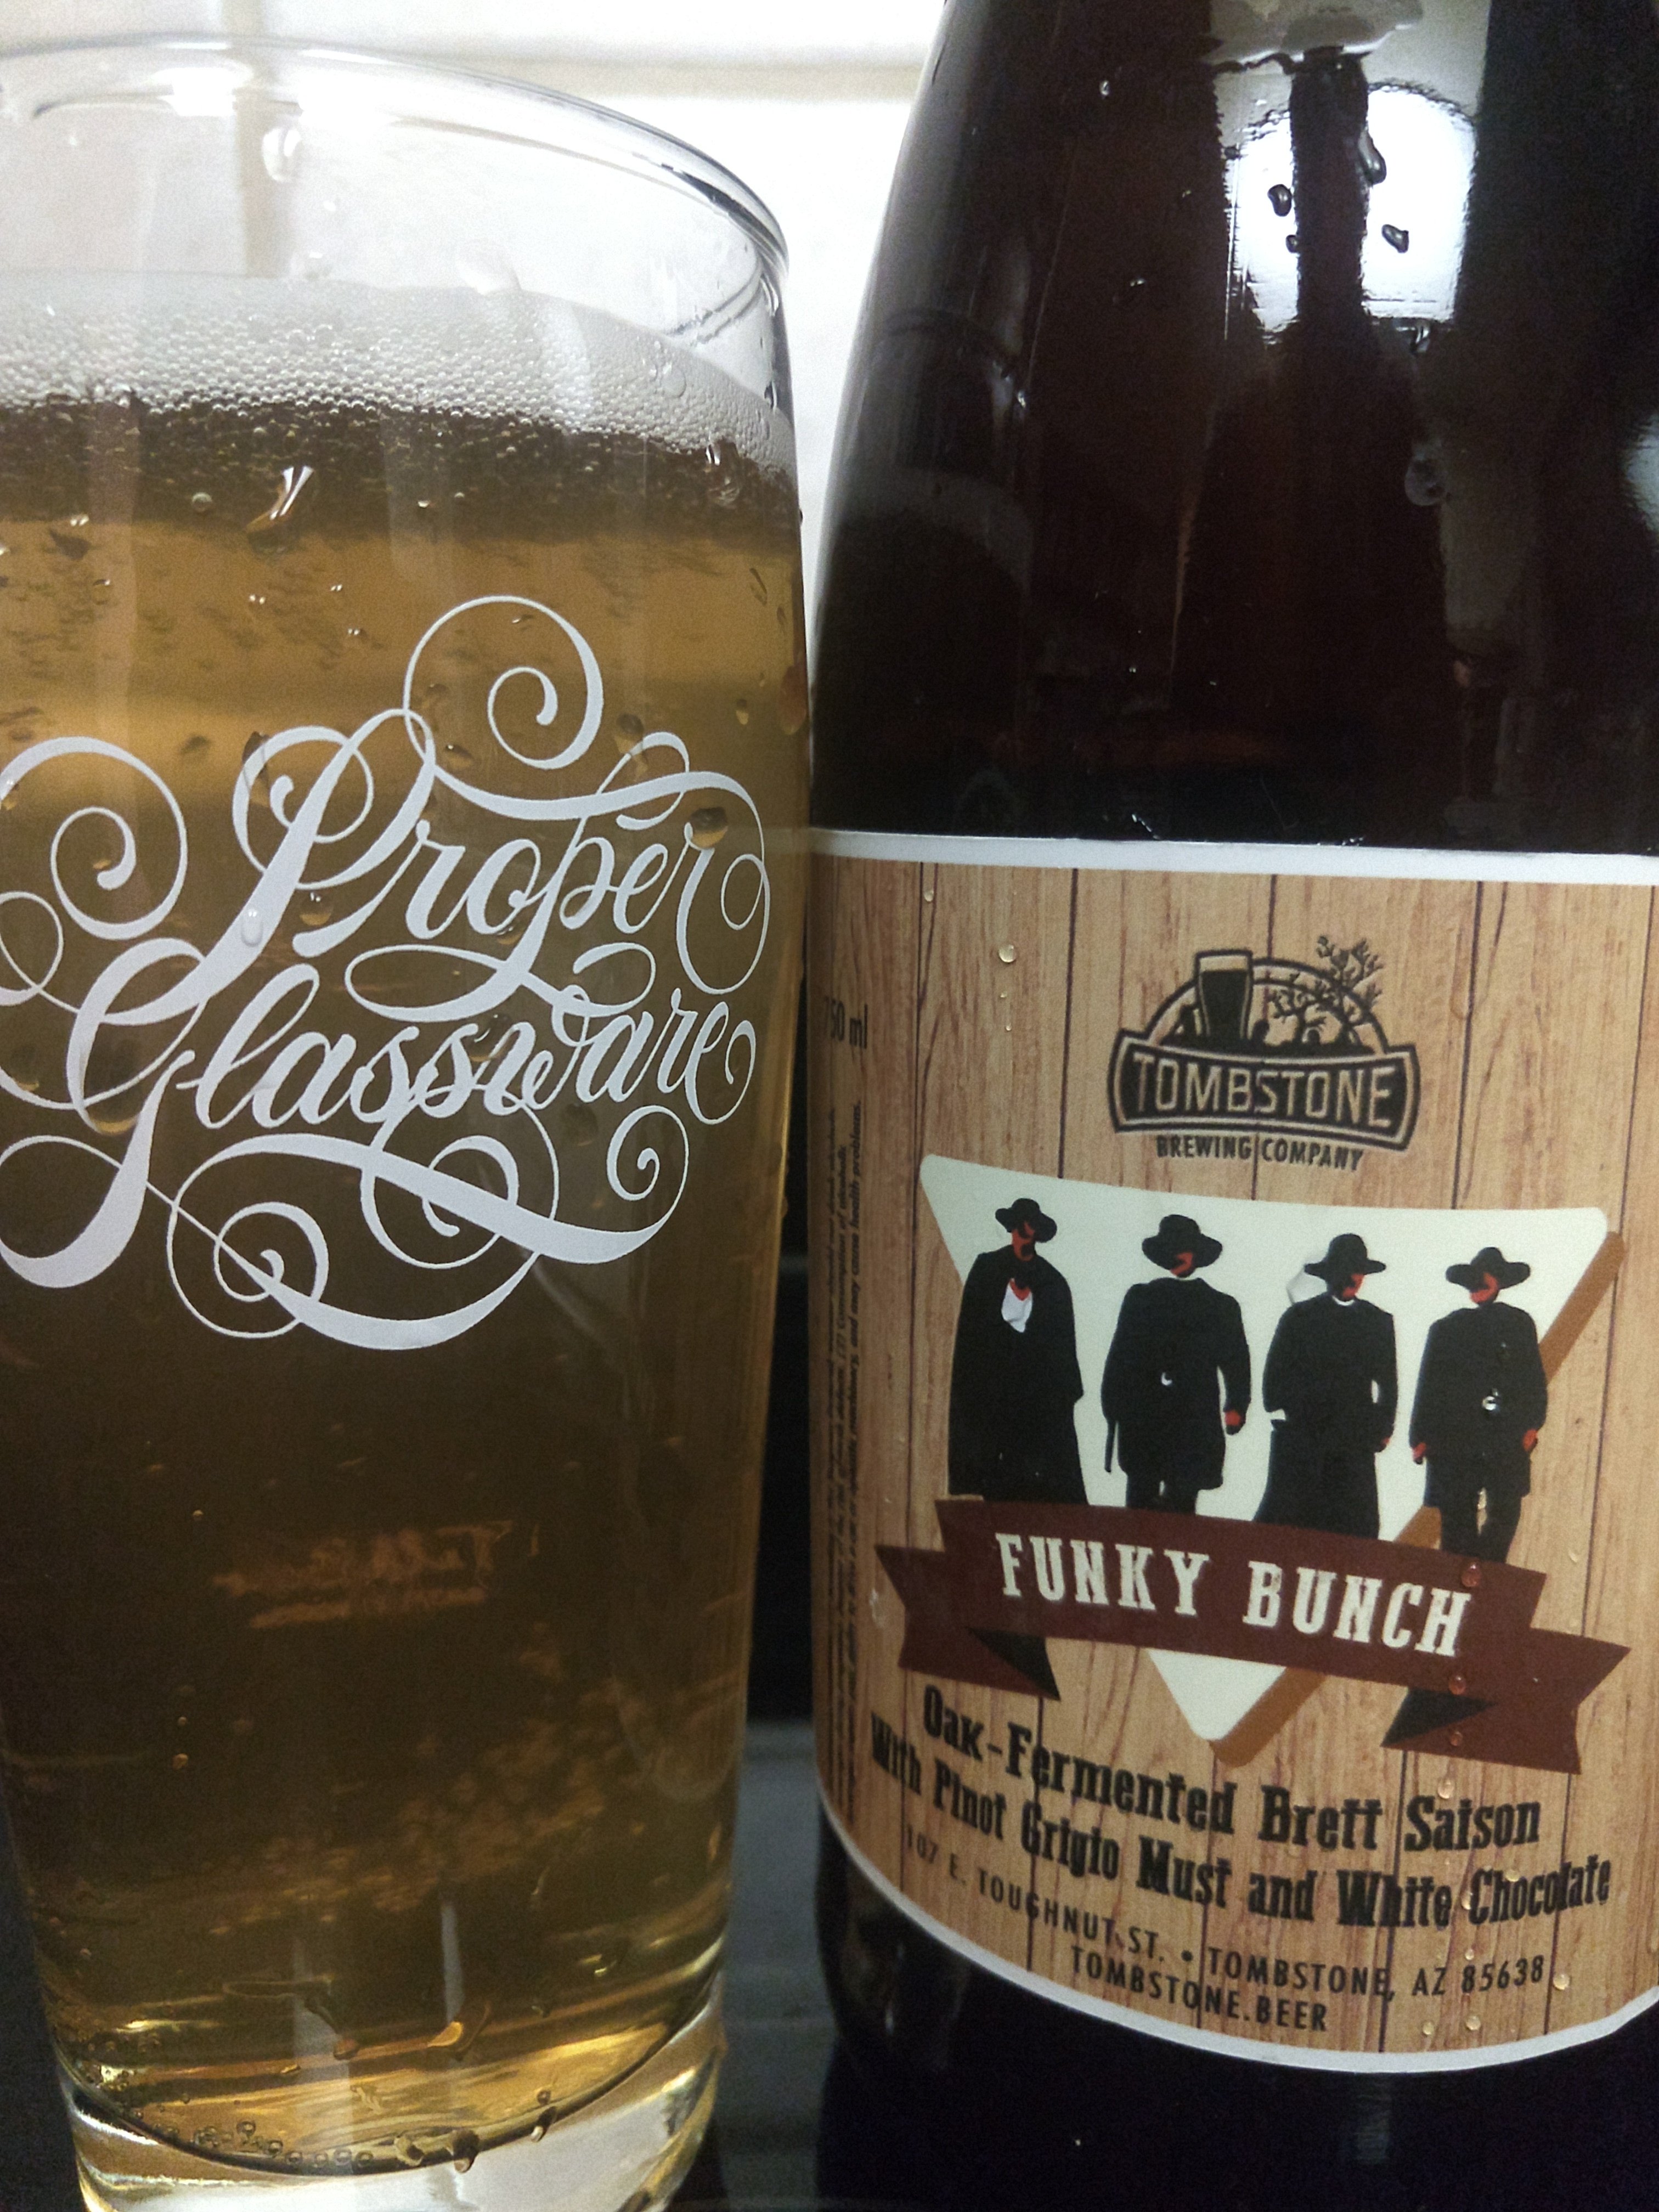 Proper
Glassware
750 ml
TOMBSTONE
BREWING COMPANY
FUNKY BUNCH
Oak-Fermented Brett Saison
With Pinot Grigio Must and White Chocolate
107 E. TOUGHNUT ST. • TOMBSTONE, AZ 85638
TOMBSTONE.BEER